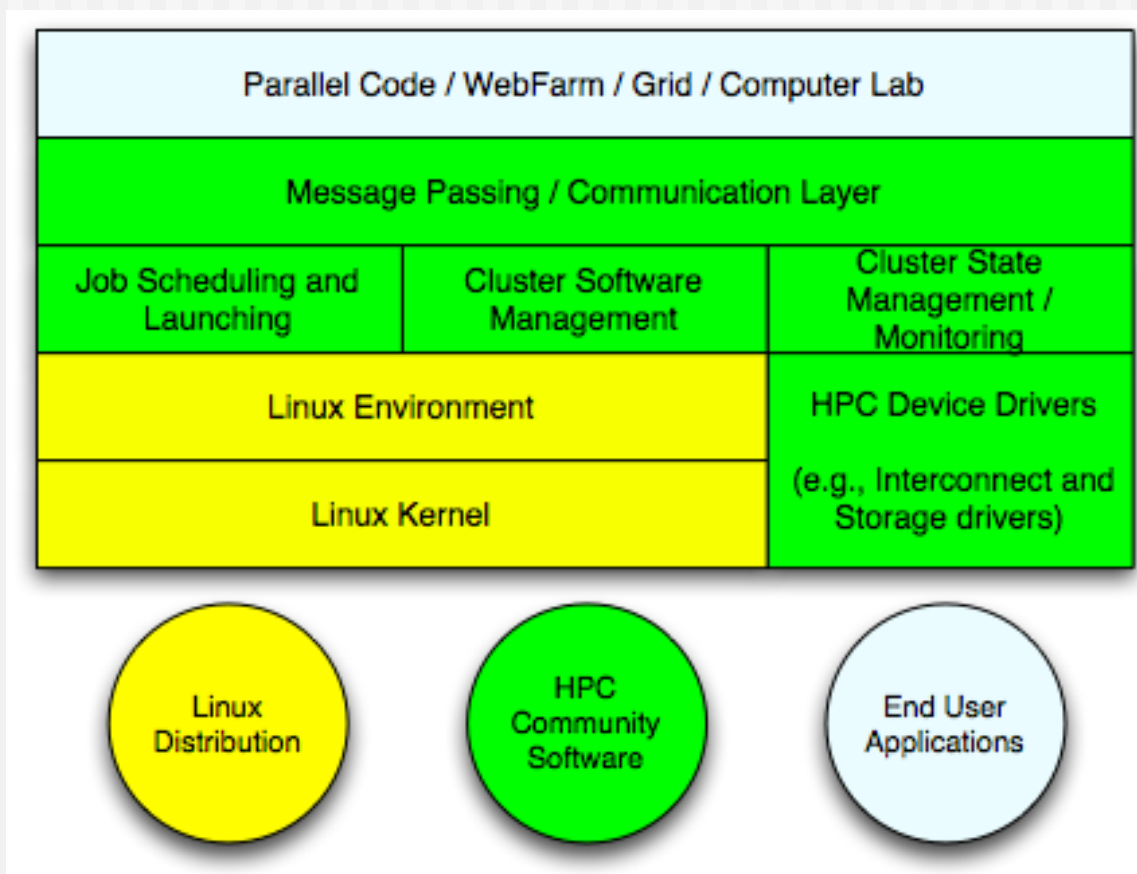 Parallel Code / WebFarm / Grid / Computer Lab
Message Passing / Communication Layer
Job Scheduling and
Launching
Cluster Software
Management
Cluster State
Management /
Monitoring
Linux Environment
HPC Device Drivers
(e.g., Interconnect and
Storage drivers)
Linux Kernel
Linux
Distribution
HPC
Community
Software
End User
Applications